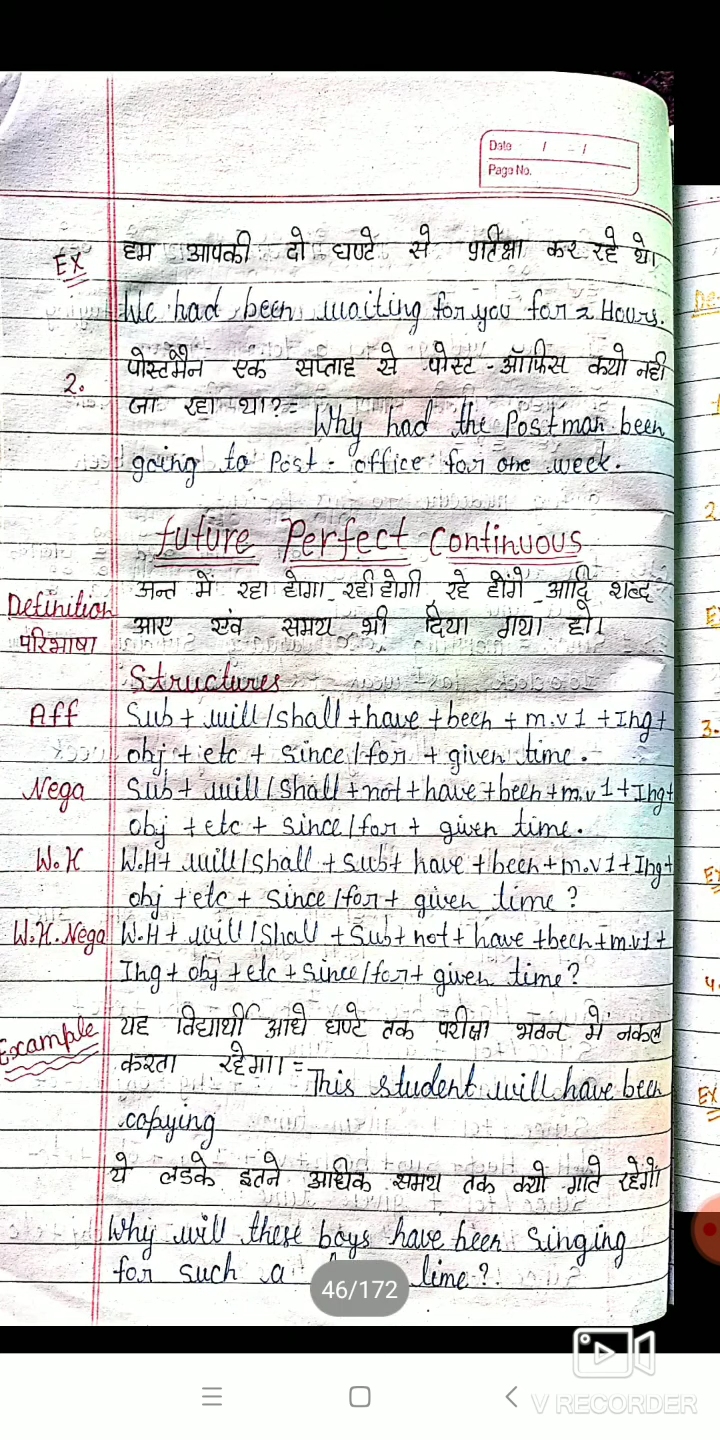 Date / - /
Page No.
EX हम आपकी दो घण्टे से प्रतिक्षा कर रहे थे।
We had been waiting for you for 2 Hours.
2. पोस्टमैन एक सप्ताह से पोस्ट - ऑफिस क्यो नही
जा रहा था? = Why had the Postman been
going to Post - office for one week.
future Perfect Continuous
Definition परिभाषा
अन्त में रहा होगा - रही होगी, रहे होंगे आदि शब्द
आए एवं समय भी दिया गया हो।
Structures
Aff Sub + will/shall + have + been + m.v 1 + Ing +
obj + etc + since/for + given time.
Nega Sub + will/shall + not + have + been + m.v 1 + Ing +
obj + etc + since/for + given time.
W.H W.H + will/shall + sub + have + been + m.v 1 + Ing +
obj + etc + since/for + given time?
W.H. Nega W.H + will/shall + sub + not + have + been + m.v1 +
Ing + obj + etc + since/for + given time?
Example यह विद्यार्थी आधे घण्टे तक परीक्षा भवन में नकल
करता रहेगा। = This student will have been
copying
ये लडके इतने अधिक समय तक क्यो गाते रहेगें।
Why will these boys have been singing
for such a time?
46/172
V RECORDER
2.
3.
4.
EX